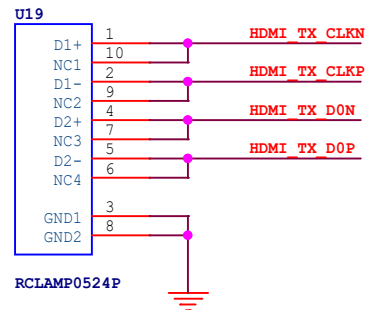 U19
D1+ 1 HDMI_TX_CLKN
NC1 10
D1- 2 HDMI_TX_CLKP
NC2 9
D2+ 4 HDMI_TX_D0N
NC3 7
D2- 5 HDMI_TX_D0P
NC4 6
GND1 3
GND2 8
RCLAMP0524P